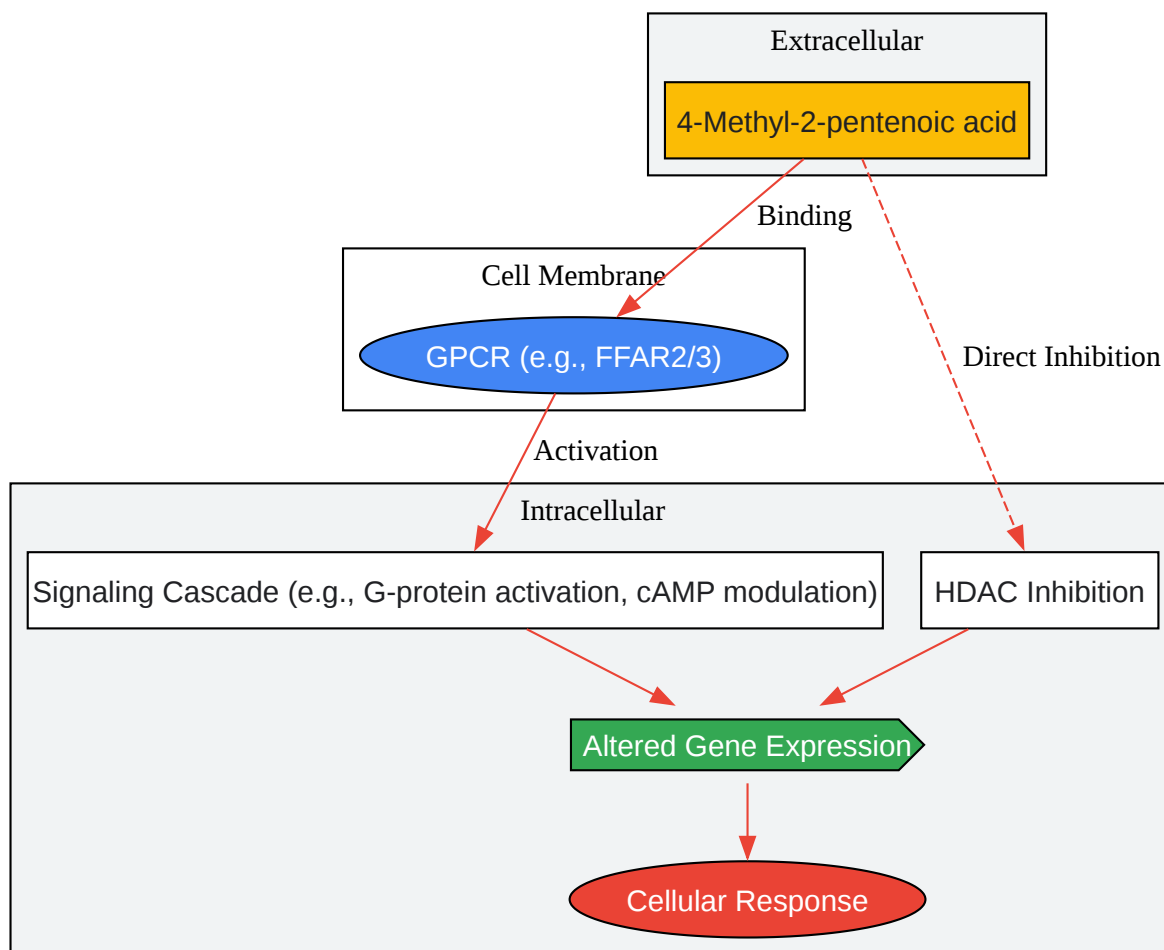 Extracellular
4-Methyl-2-pentenoic acid
Binding
Cell Membrane
GPCR (e.g., FFAR2/3)
Direct Inhibition
Activation
Intracellular
Signaling Cascade (e.g., G-protein activation, cAMP modulation)
HDAC Inhibition
Altered Gene Expression
Cellular Response